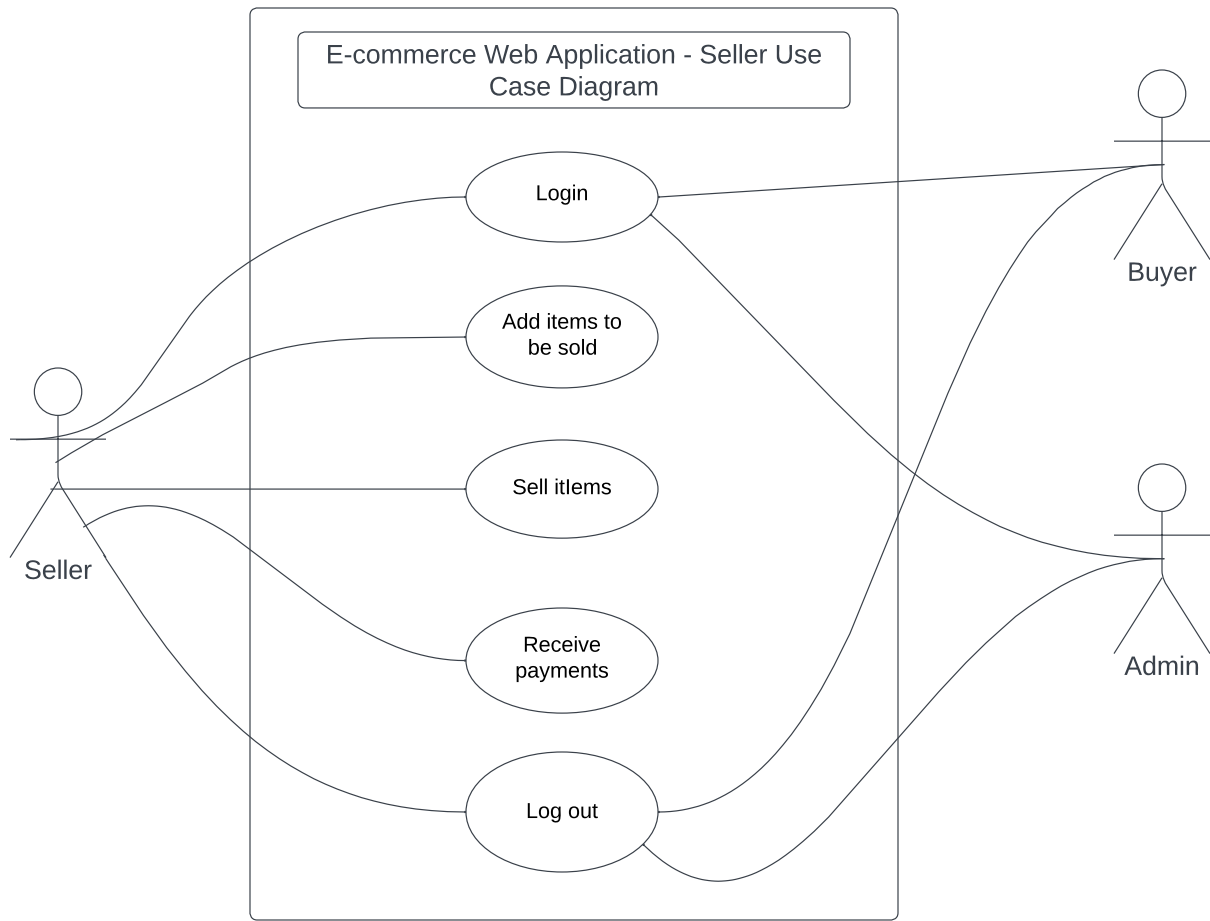 E-commerce Web Application - Seller Use
Case Diagram
Login
Add items to
be sold
Sell itlems
Receive
payments
Log out
Seller
Buyer
Admin